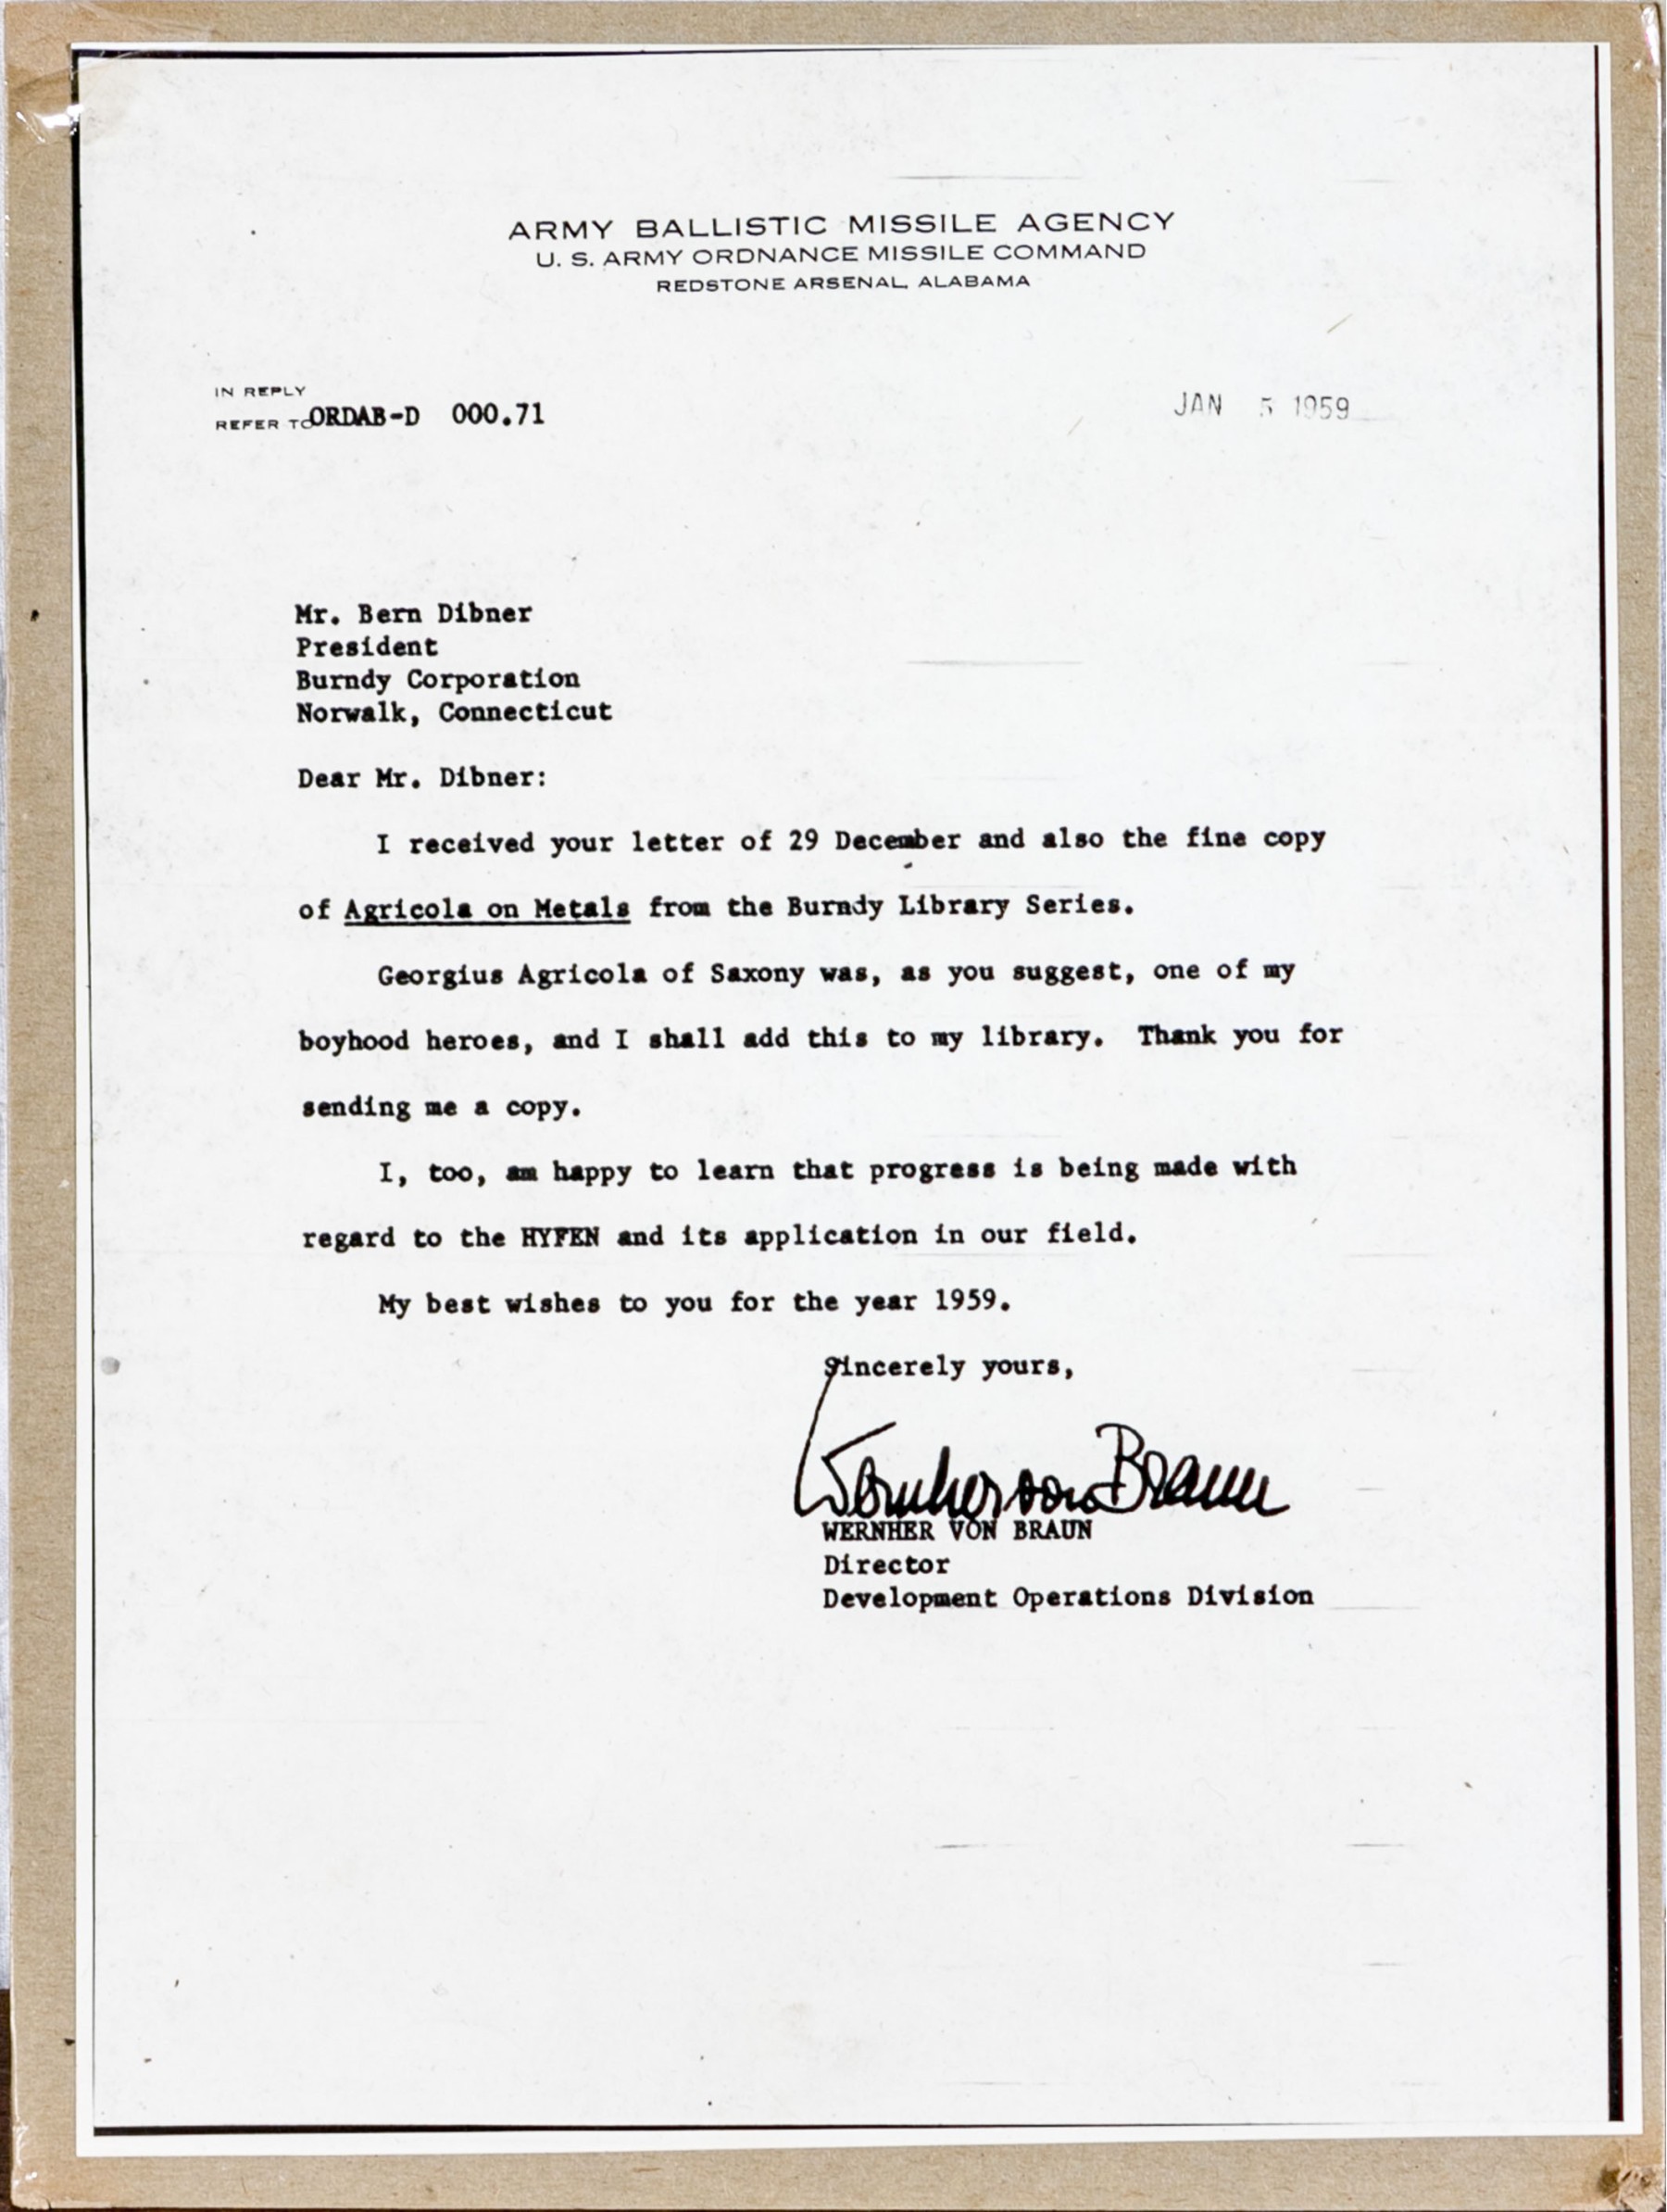 ARMY BALLISTIC MISSILE AGENCY
U. S. ARMY ORDNANCE MISSILE COMMAND
REDSTONE ARSENAL, ALABAMA
IN REPLY
REFER TO ORDAB-D 000.71
JAN 5 1959
Mr. Bern Dibner
President
Burndy Corporation
Norwalk, Connecticut
Dear Mr. Dibner:
I received your letter of 29 December and also the fine copy
of Agricola on Metals from the Burndy Library Series.
Georgius Agricola of Saxony was, as you suggest, one of my
boyhood heroes, and I shall add this to my library. Thank you for
sending me a copy.
I, too, am happy to learn that progress is being made with
regard to the HYFEN and its application in our field.
My best wishes to you for the year 1959.
Sincerely yours,
Wernher von Braun
WERNHER VON BRAUN
Director
Development Operations Division